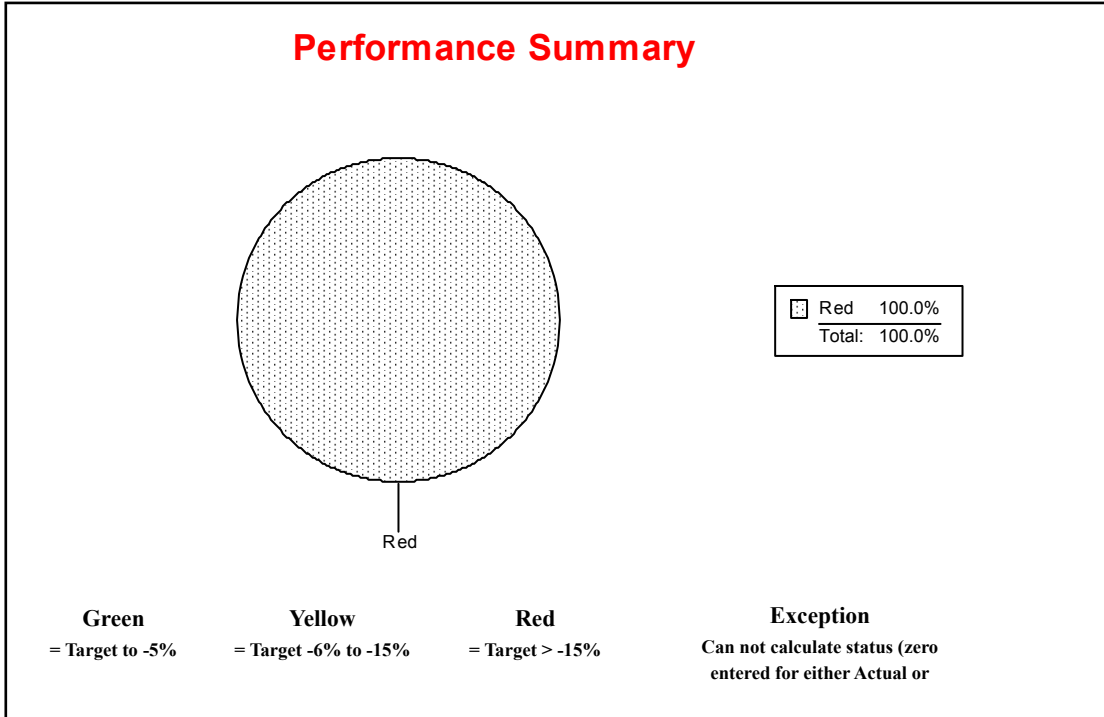 Performance Summary
Red 100.0%
Total: 100.0%
Red
Green
= Target to -5%
Yellow
= Target -6% to -15%
Red
= Target > -15%
Exception
Can not calculate status (zero
entered for either Actual or